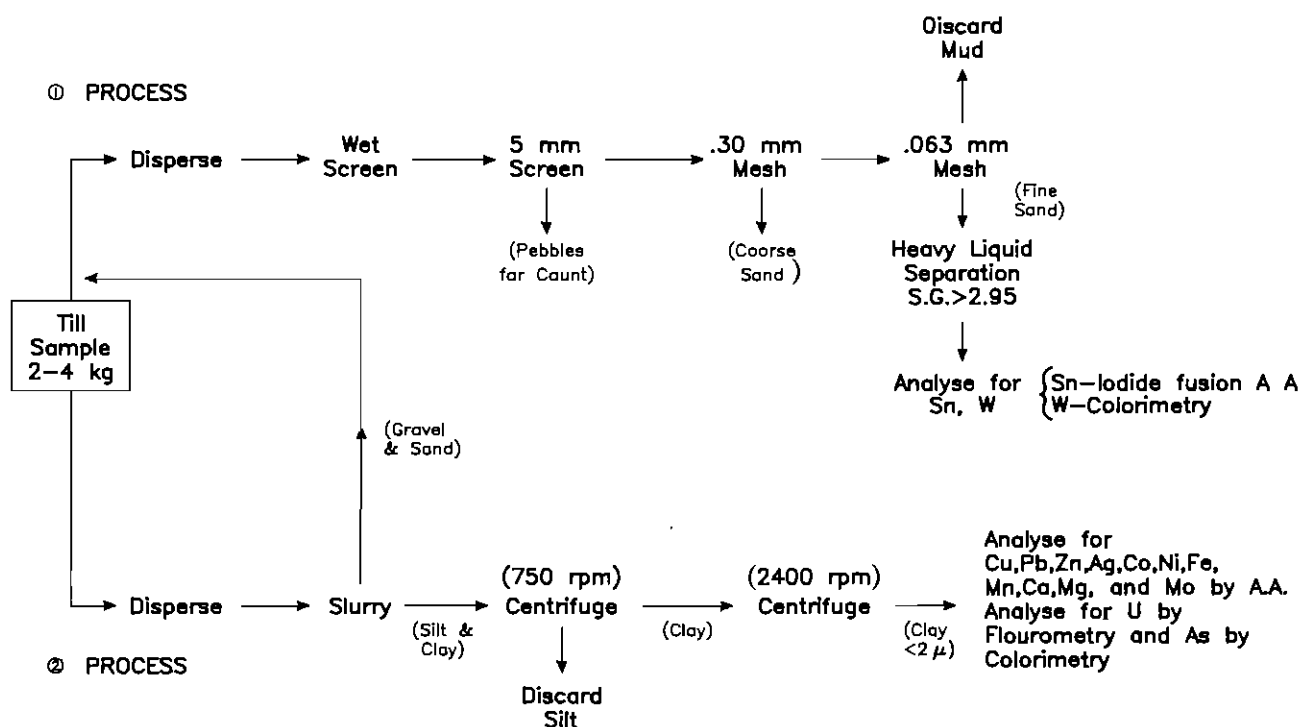 Oiscard
Mud
① PROCESS
Disperse
Wet
Screen
5 mm
Screen
.30 mm
Mesh
.063 mm
Mesh
(Fine
Sand)
(Pebbles
far Caunt)
(Coorse
Sand )
Heavy Liquid
Separation
S.G.>2.95
Till
Sample
2-4 kg
Analyse for
Sn, W
{Sn-Iodide fusion A A
W-Colorimetry
(Gravel
& Sand)
Disperse
Slurry
(Silt &
Clay)
(750 rpm)
Centrifuge
(Clay)
(2400 rpm)
Centrifuge
(Clay
<2 μ)
Analyse for
Cu,Pb,Zn,Ag,Co,Ni,Fe,
Mn,Ca,Mg, and Mo by A.A.
Analyse for U by
Flourometry and As by
Colorimetry
② PROCESS
Discard
Silt